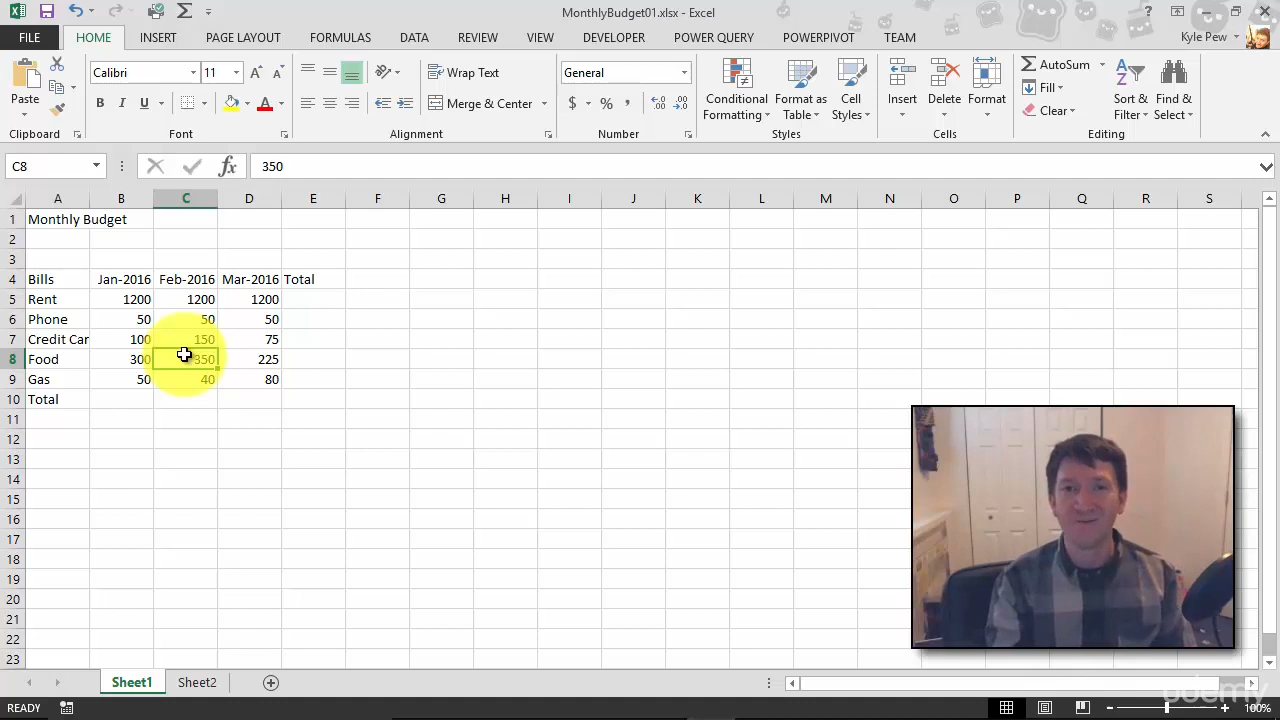 MonthlyBudget01.xlsx - Excel
FILE HOME INSERT PAGE LAYOUT FORMULAS DATA REVIEW VIEW DEVELOPER POWER QUERY POWERPIVOT TEAM Kyle Pew
Calibri 11 Wrap Text General AutoSum
Paste Conditional Formatting Format as Table Cell Styles Insert Delete Format Fill Sort & Filter Find & Select
B I U Merge & Center $ % , Clear
Clipboard Font Alignment Number Styles Cells Editing
C8 fx 350
A B C D E F G H I J K L M N O P Q R S
1 Monthly Budget
2
3
4 Bills Jan-2016 Feb-2016 Mar-2016 Total
5 Rent 1200 1200 1200
6 Phone 50 50 50
7 Credit Car 100 150 75
8 Food 300 350 225
9 Gas 50 40 80
10 Total
11
12
13
14
15
16
17
18
19
20
21
22
23
Sheet1 Sheet2
udemy
READY 100%